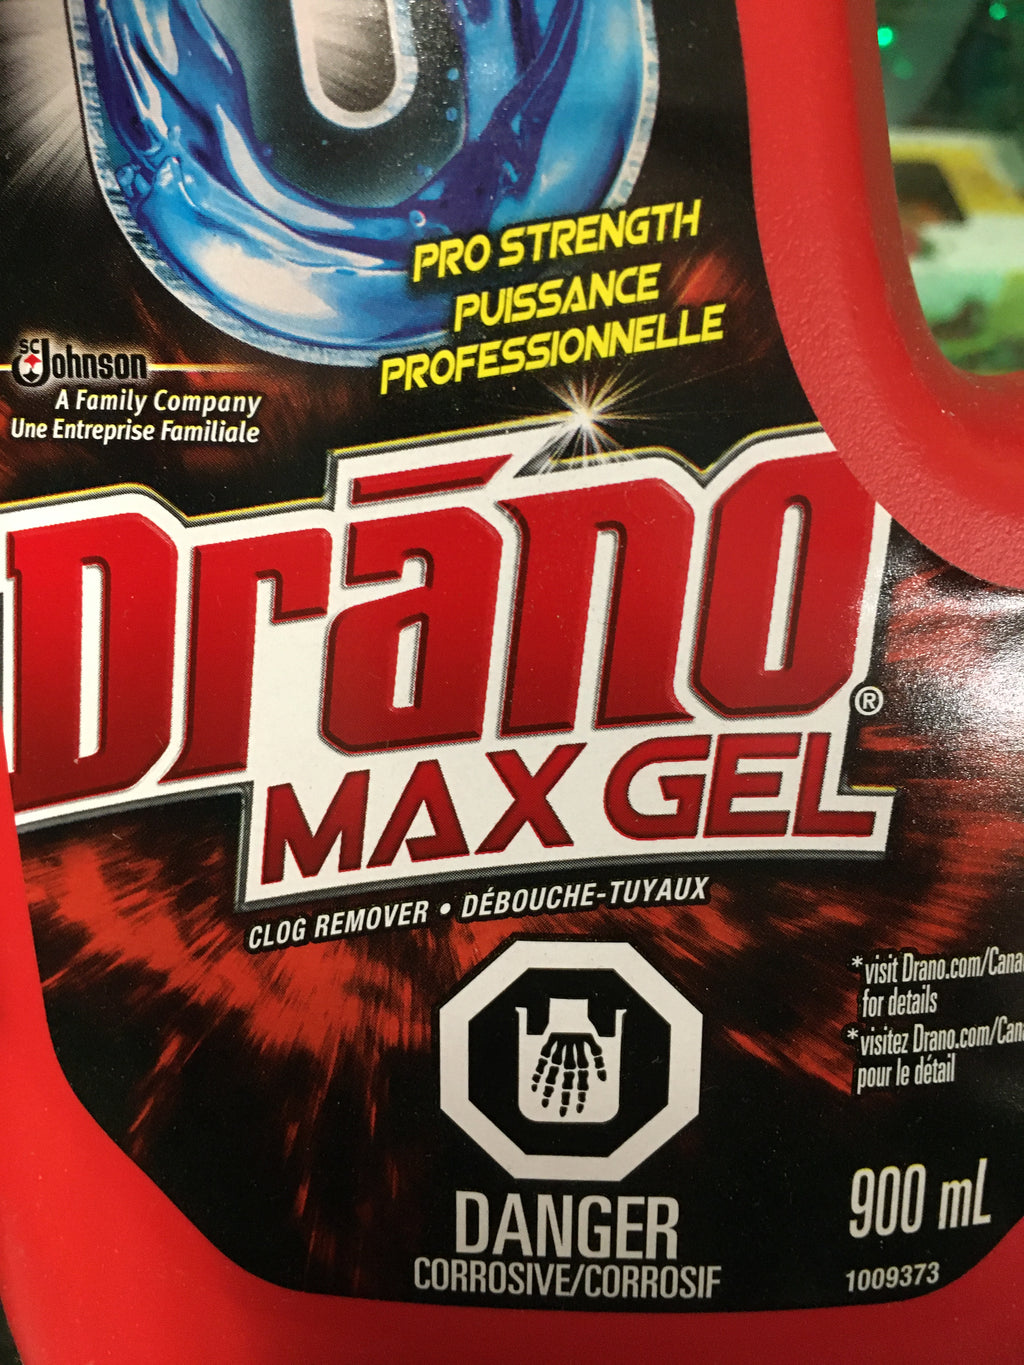 PRO STRENGTH
PUISSANCE
PROFESSIONNELLE
SC Johnson
A Family Company
Une Entreprise Familiale
Drāno®
MAX GEL
CLOG REMOVER • DÉBOUCHE-TUYAUX
*visit Drano.com/Cana
for details
*visitez Drano.com/Can
pour le détail
DANGER
CORROSIVE/CORROSIF
900 mL
1009373